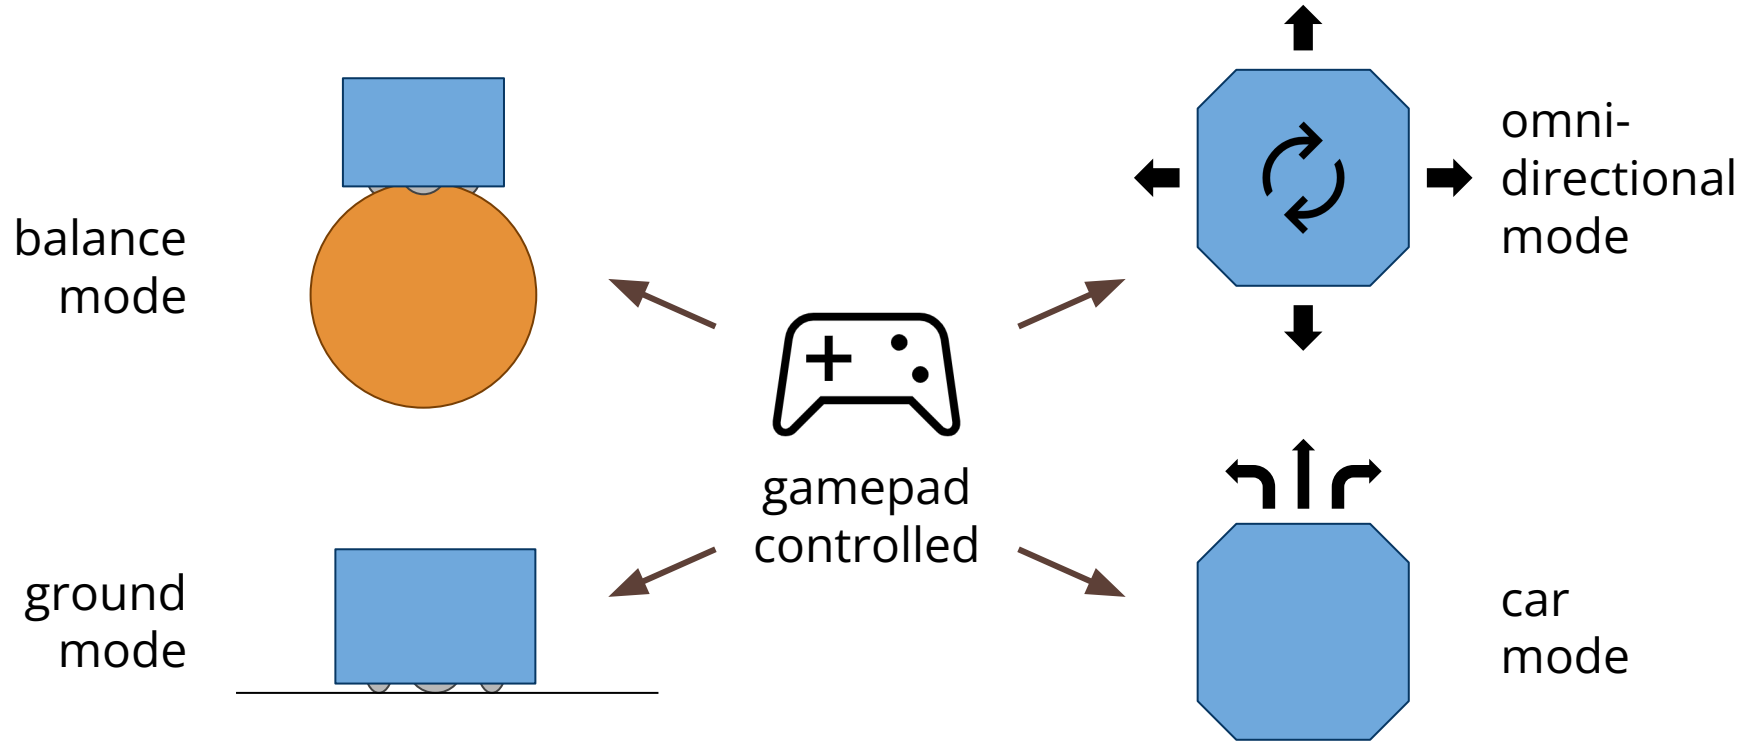 balance
mode
omni-
directional
mode
gamepad
controlled
ground
mode
car
mode